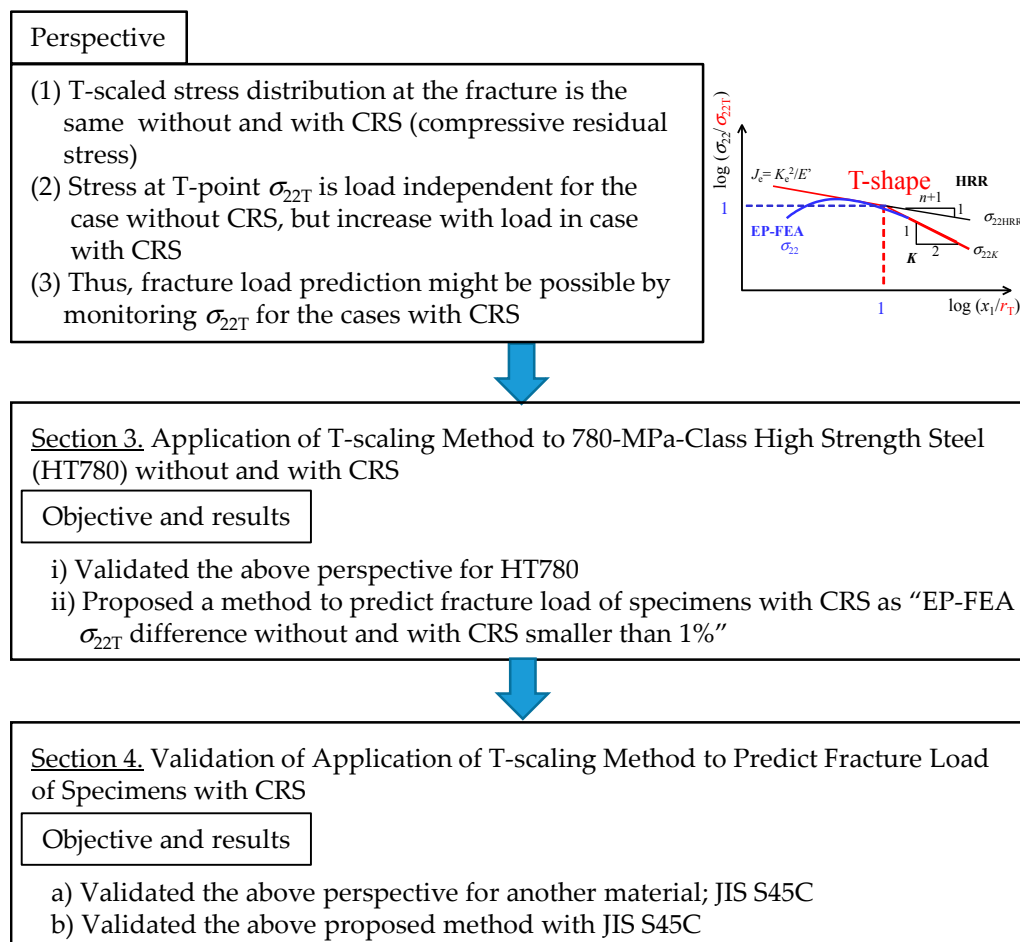 Perspective
(1) T-scaled stress distribution at the fracture is the
same without and with CRS (compressive residual
stress)
(2) Stress at T-point σ22T is load independent for the
case without CRS, but increase with load in case
with CRS
(3) Thus, fracture load prediction might be possible by
monitoring σ22T for the cases with CRS
log (σ22/σ22T)
Je= Ke2/E'
T-shape
HRR
n+1
1
σ22HRR
1
EP-FEA
σ22
1
K
2
σ22K
1
log (x1/rT)
Section 3. Application of T-scaling Method to 780-MPa-Class High Strength Steel
(HT780) without and with CRS
Objective and results
i) Validated the above perspective for HT780
ii) Proposed a method to predict fracture load of specimens with CRS as “EP-FEA
σ22T difference without and with CRS smaller than 1%”
Section 4. Validation of Application of T-scaling Method to Predict Fracture Load
of Specimens with CRS
Objective and results
a) Validated the above perspective for another material; JIS S45C
b) Validated the above proposed method with JIS S45C